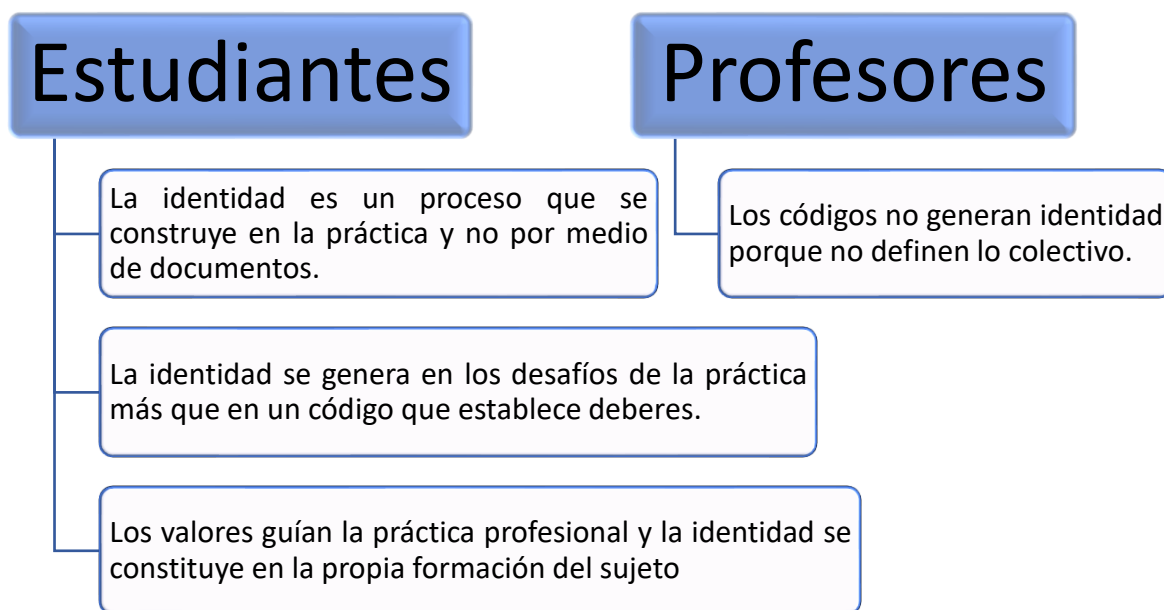 Estudiantes
La identidad es un proceso que se
construye en la práctica y no por medio
de documentos.
La identidad se genera en los desafíos de la práctica
más que en un código que establece deberes.
Los valores guían la práctica profesional y la identidad se
constituye en la propia formación del sujeto
Profesores
Los códigos no generan identidad
porque no definen lo colectivo.